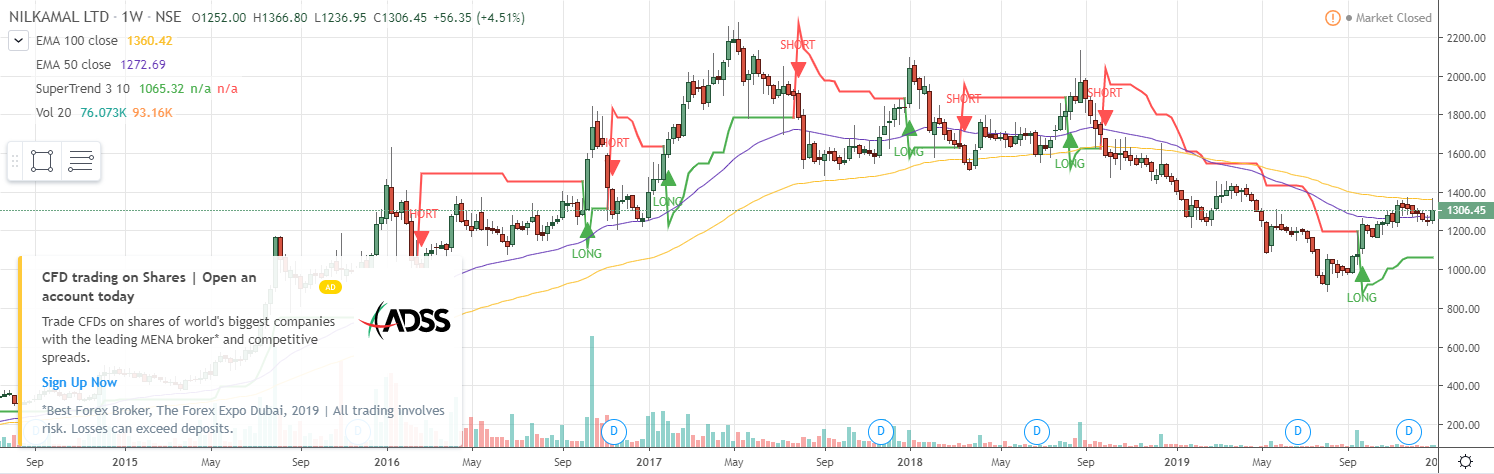 NILKAMAL LTD · 1W · NSE O1252.00 H1366.80 L1236.95 C1306.45 +56.35 (+4.51%)
Market Closed
EMA 100 close 1360.42
EMA 50 close 1272.69
SuperTrend 3 10 1065.32 n/a n/a
Vol 20 76.073K 93.16K
2200.00
2000.00
1800.00
1600.00
1400.00
1306.45
1200.00
1000.00
800.00
600.00
400.00
200.00
SHORT
SHORT
SHORT
LONG
LONG
LONG
LONG
LONG
LONG
CFD trading on Shares | Open an
account today
AD
ADSS
Trade CFDs on shares of world's biggest companies
with the leading MENA broker* and competitive
spreads.
Sign Up Now
*Best Forex Broker, The Forex Expo Dubai, 2019 | All trading involves
risk. Losses can exceed deposits.
D D D D D
Sep 2015 May Sep 2016 May Sep 2017 May Sep 2018 May Sep 2019 May Sep 20